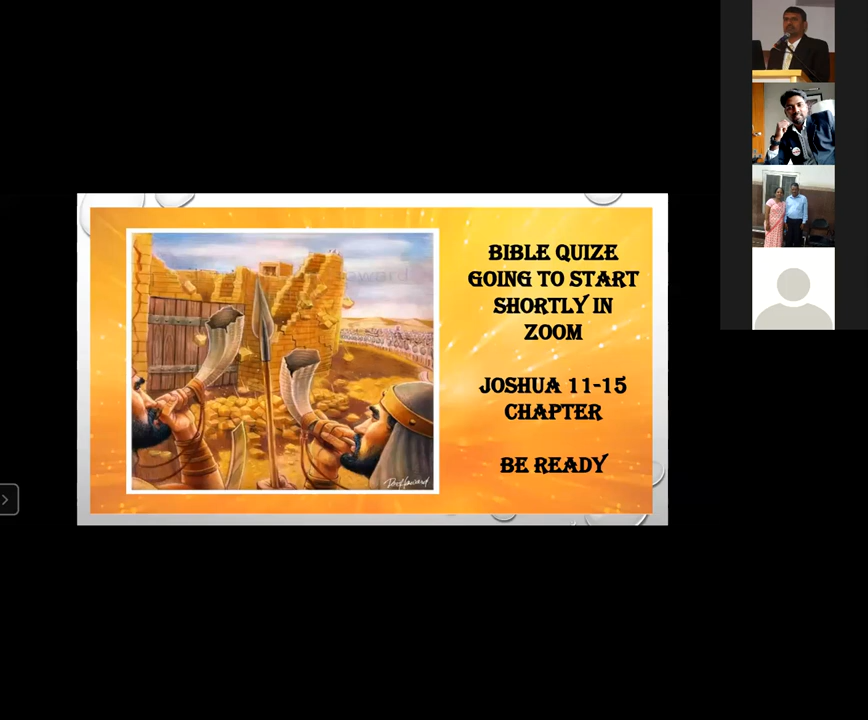 BIBLE QUIZE
GOING TO START
SHORTLY IN
ZOOM
JOSHUA 11-15
CHAPTER
BE READY